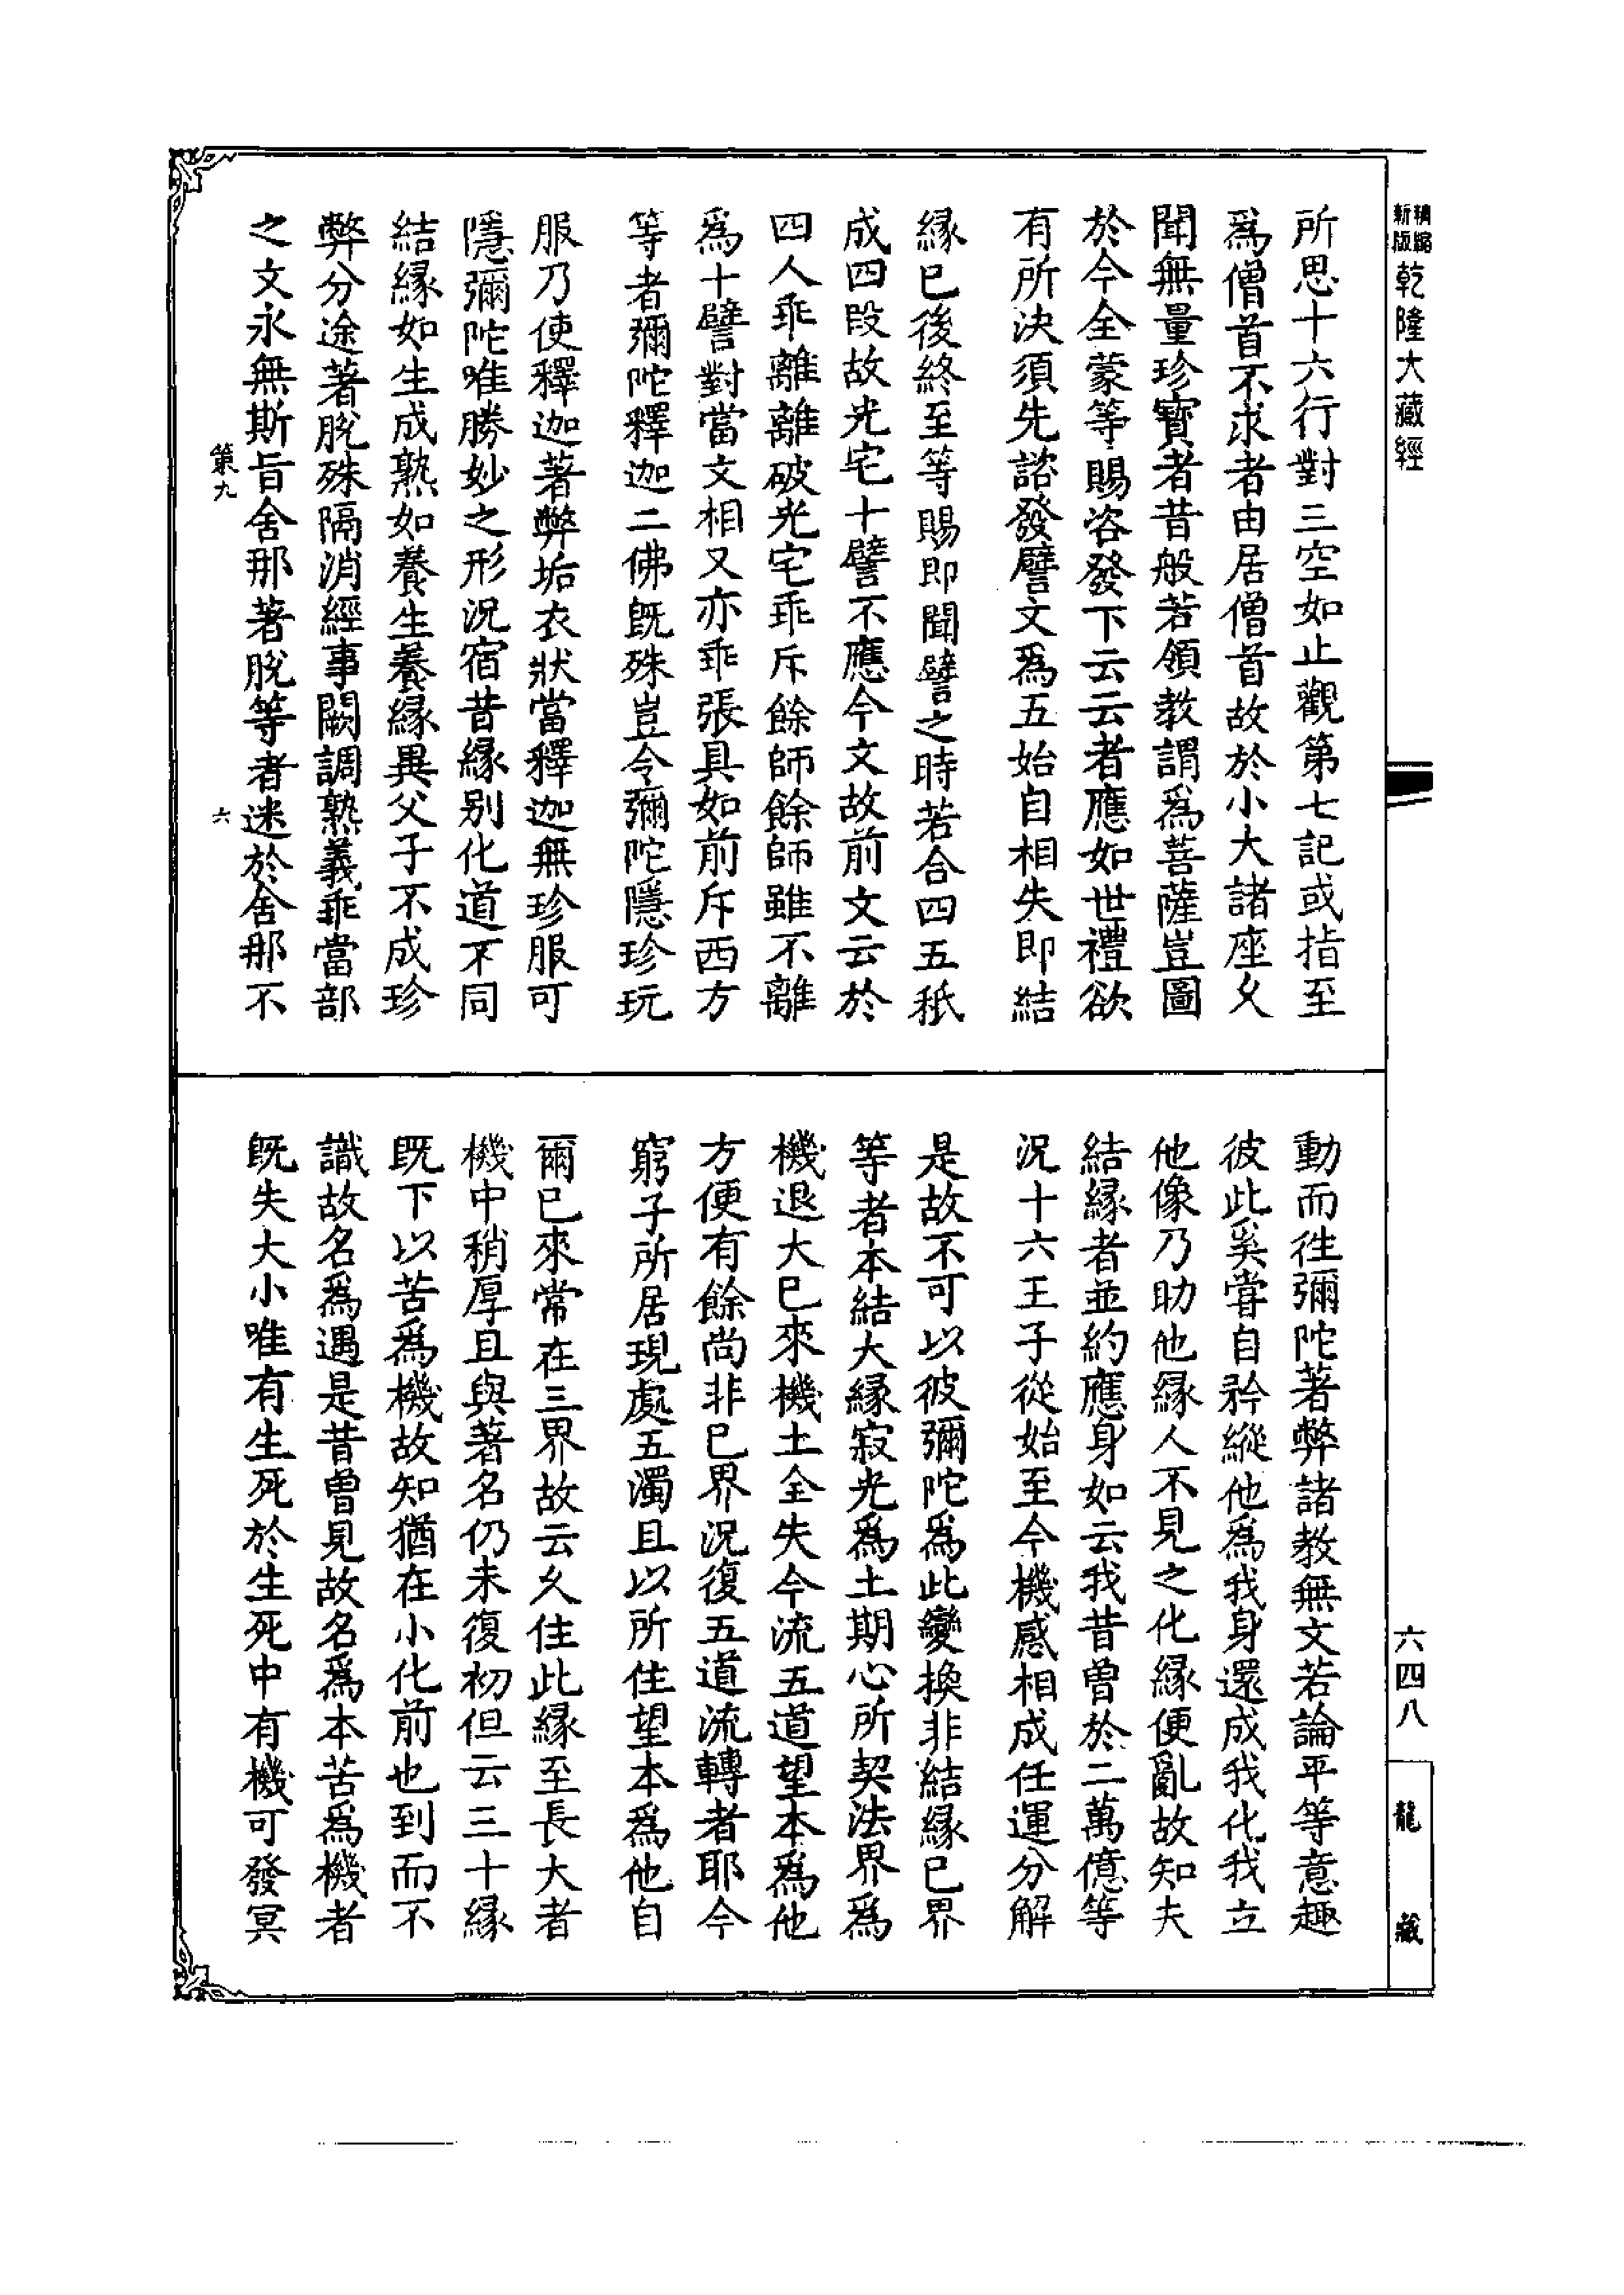 精縮
新版
乾隆大藏經
所思十六行對三空如止觀第七記或指至
爲僧首不求者由居僧首故於小大諸座夂
聞無量珍寳者昔般若領教謂爲菩薩豈圖
於今全蒙等賜咨發下云云者應如世禮欲
有所決須先諮發譬文爲五始自相失即結
緣巳後終至等賜即聞譬之時若合四五秖
成四段故光宅十譬不應今文故前文云於
四人乖離離破光宅乖斥餘師餘師雖不離
爲十譬對當文相又亦乖張具如前斥西方
等者彌陀釋迦二佛旣殊豈令彌陀隱珍玩
服乃使釋迦著弊垢衣狀當釋迦無珍服可
隱彌陀唯勝妙之形況宿昔緣别化道不同
結緣如生成熟如養生養緣異父子不成珍
弊分途著脫殊隔消經事闕調熟義乖當部
之文永無斯旨舍那著脫等者迷於舍那不
第九
六
動而徃彌陀著弊諸教無文若論平等意趣
彼此奚嘗自矜縱他爲我身還成我化我立
他像乃助他緣人不見之化緣便亂故知夫
結緣者並約應身如云我昔曽於二萬億等
況十六王子從始至今機感相成任運分解
是故不可以彼彌陀爲此變換非結緣巳界
等者本結大緣寂光爲土期心所契法界爲
機退大巳來機土全失今流五道望本爲他
方便有餘尚非巳界況復五道流轉者耶今
窮子所居現處五濁且以所住望本爲他自
爾巳來常在三界故云夂住此緣至長大者
機中稍厚且與著名仍未復初但云三十緣
既下以苦爲機故知猶在小化前也到而不
識故名爲遇是昔曽見故名爲本苦爲機者
旣失大小唯有生死於生死中有機可發冥
六四八
龍藏